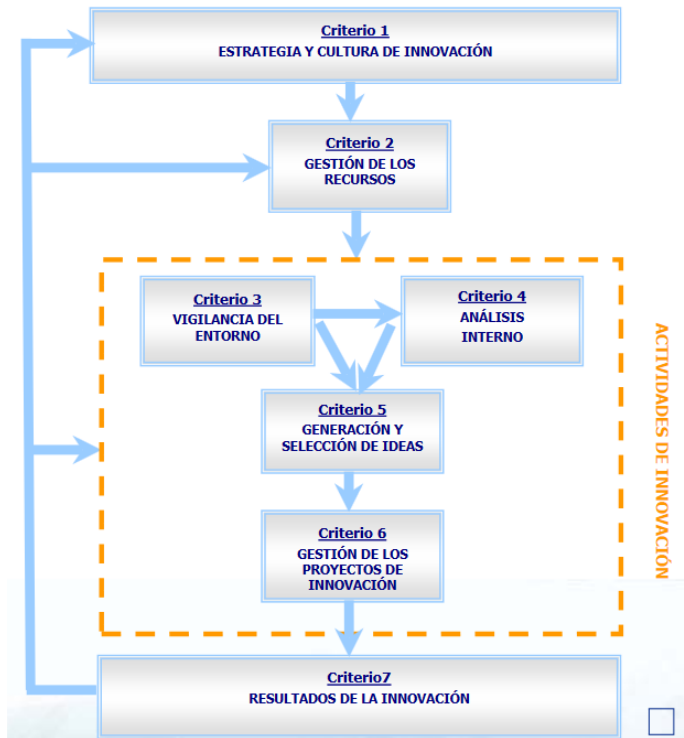 Criterio 1
ESTRATEGIA Y CULTURA DE INNOVACIÓN
Criterio 2
GESTIÓN DE LOS
RECURSOS
Criterio 3
VIGILANCIA DEL
ENTORNO
Criterio 4
ANÁLISIS
INTERNO
Criterio 5
GENERACIÓN Y
SELECCIÓN DE IDEAS
Criterio 6
GESTIÓN DE LOS
PROYECTOS DE
INNOVACIÓN
ACTIVIDADES DE INNOVACIÓN
Criterio7
RESULTADOS DE LA INNOVACIÓN